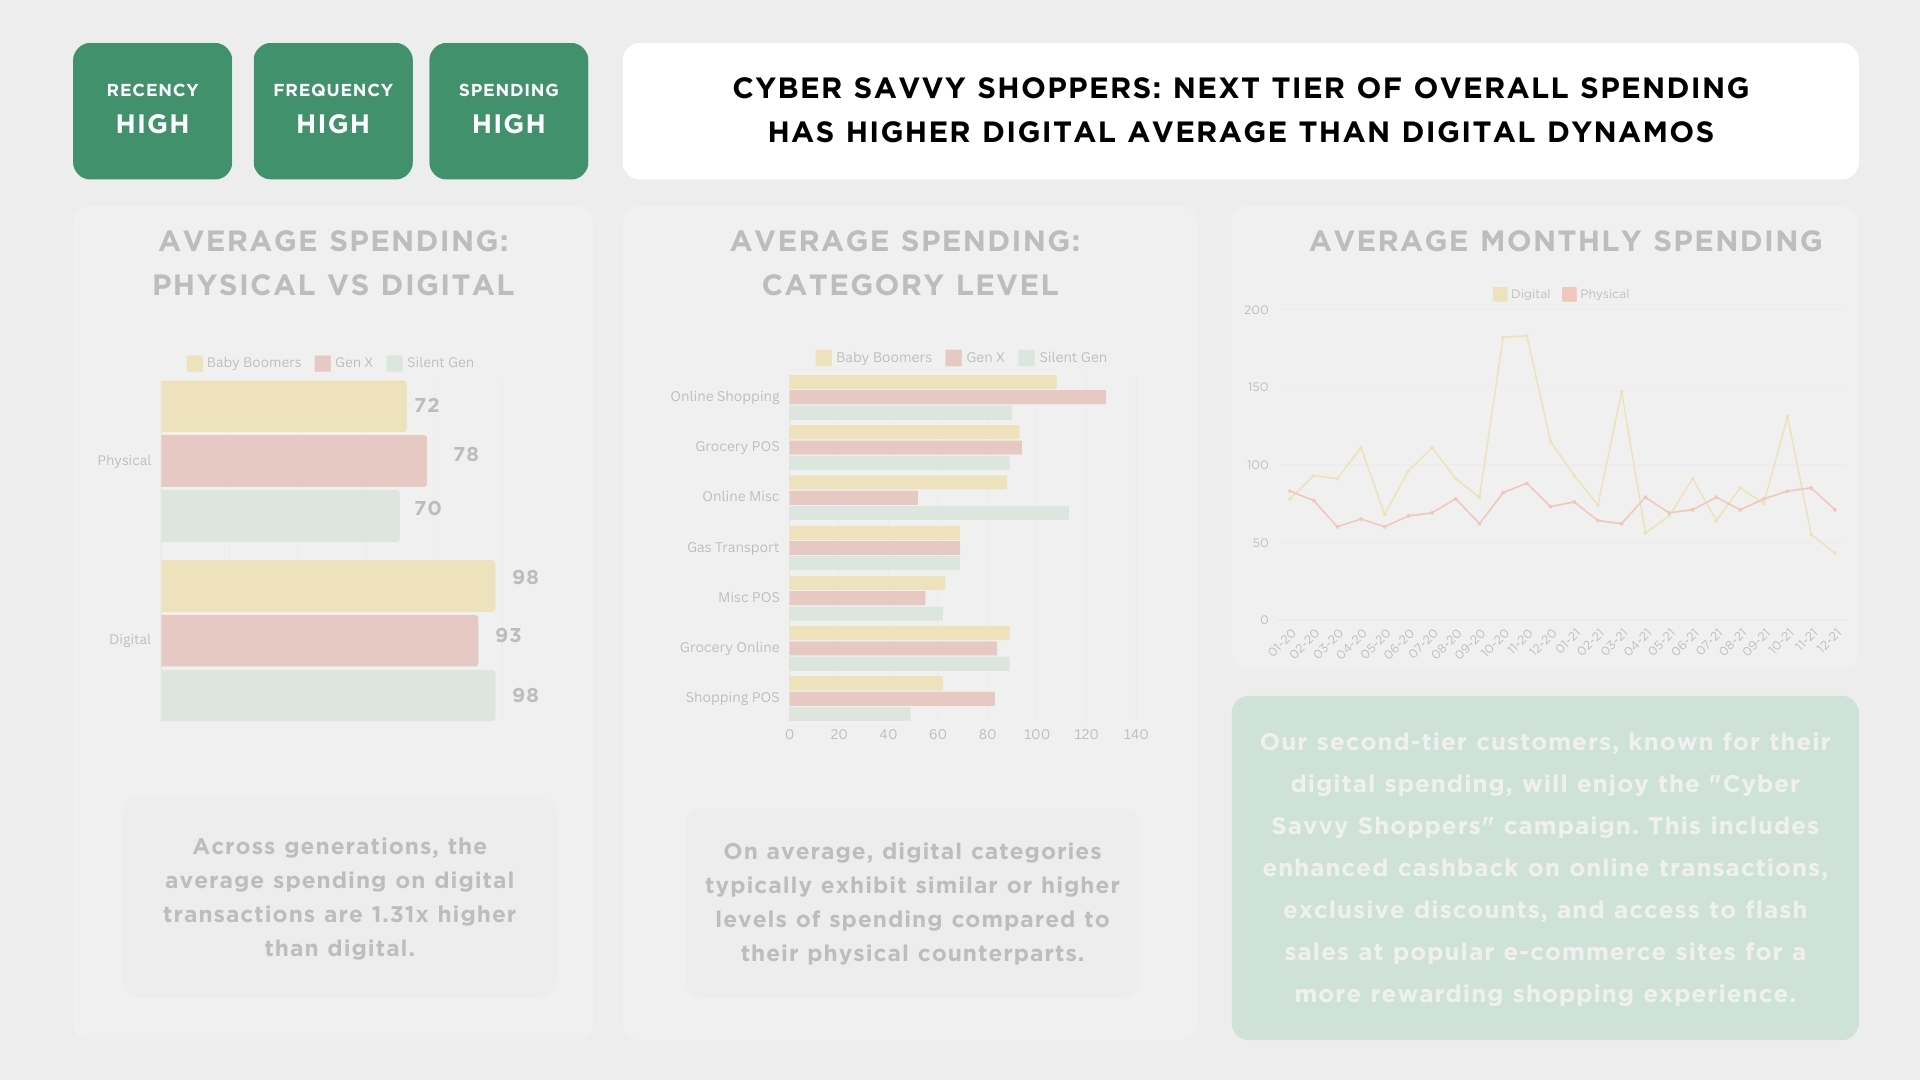 RECENCY
HIGH
FREQUENCY
HIGH
SPENDING
HIGH
CYBER SAVVY SHOPPERS: NEXT TIER OF OVERALL SPENDING
HAS HIGHER DIGITAL AVERAGE THAN DIGITAL DYNAMOS
AVERAGE SPENDING:
PHYSICAL VS DIGITAL
Baby Boomers Gen X Silent Gen
Physical
72
78
70
Digital
98
93
98
Across generations, the
average spending on digital
transactions are 1.31x higher
than digital.
AVERAGE SPENDING:
CATEGORY LEVEL
Baby Boomers Gen X Silent Gen
Online Shopping
Grocery POS
Online Misc
Gas Transport
Misc POS
Grocery Online
Shopping POS
0 20 40 60 80 100 120 140
On average, digital categories
typically exhibit similar or higher
levels of spending compared to
their physical counterparts.
AVERAGE MONTHLY SPENDING
Digital Physical
200
150
100
50
0
01-20 02-20 03-20 04-20 05-20 06-20 07-20 08-20 09-20 10-20 11-20 12-20 01-21 02-21 03-21 04-21 05-21 06-21 07-21 08-21 09-21 10-21 11-21 12-21
Our second-tier customers, known for their
digital spending, will enjoy the "Cyber
Savvy Shoppers" campaign. This includes
enhanced cashback on online transactions,
exclusive discounts, and access to flash
sales at popular e-commerce sites for a
more rewarding shopping experience.